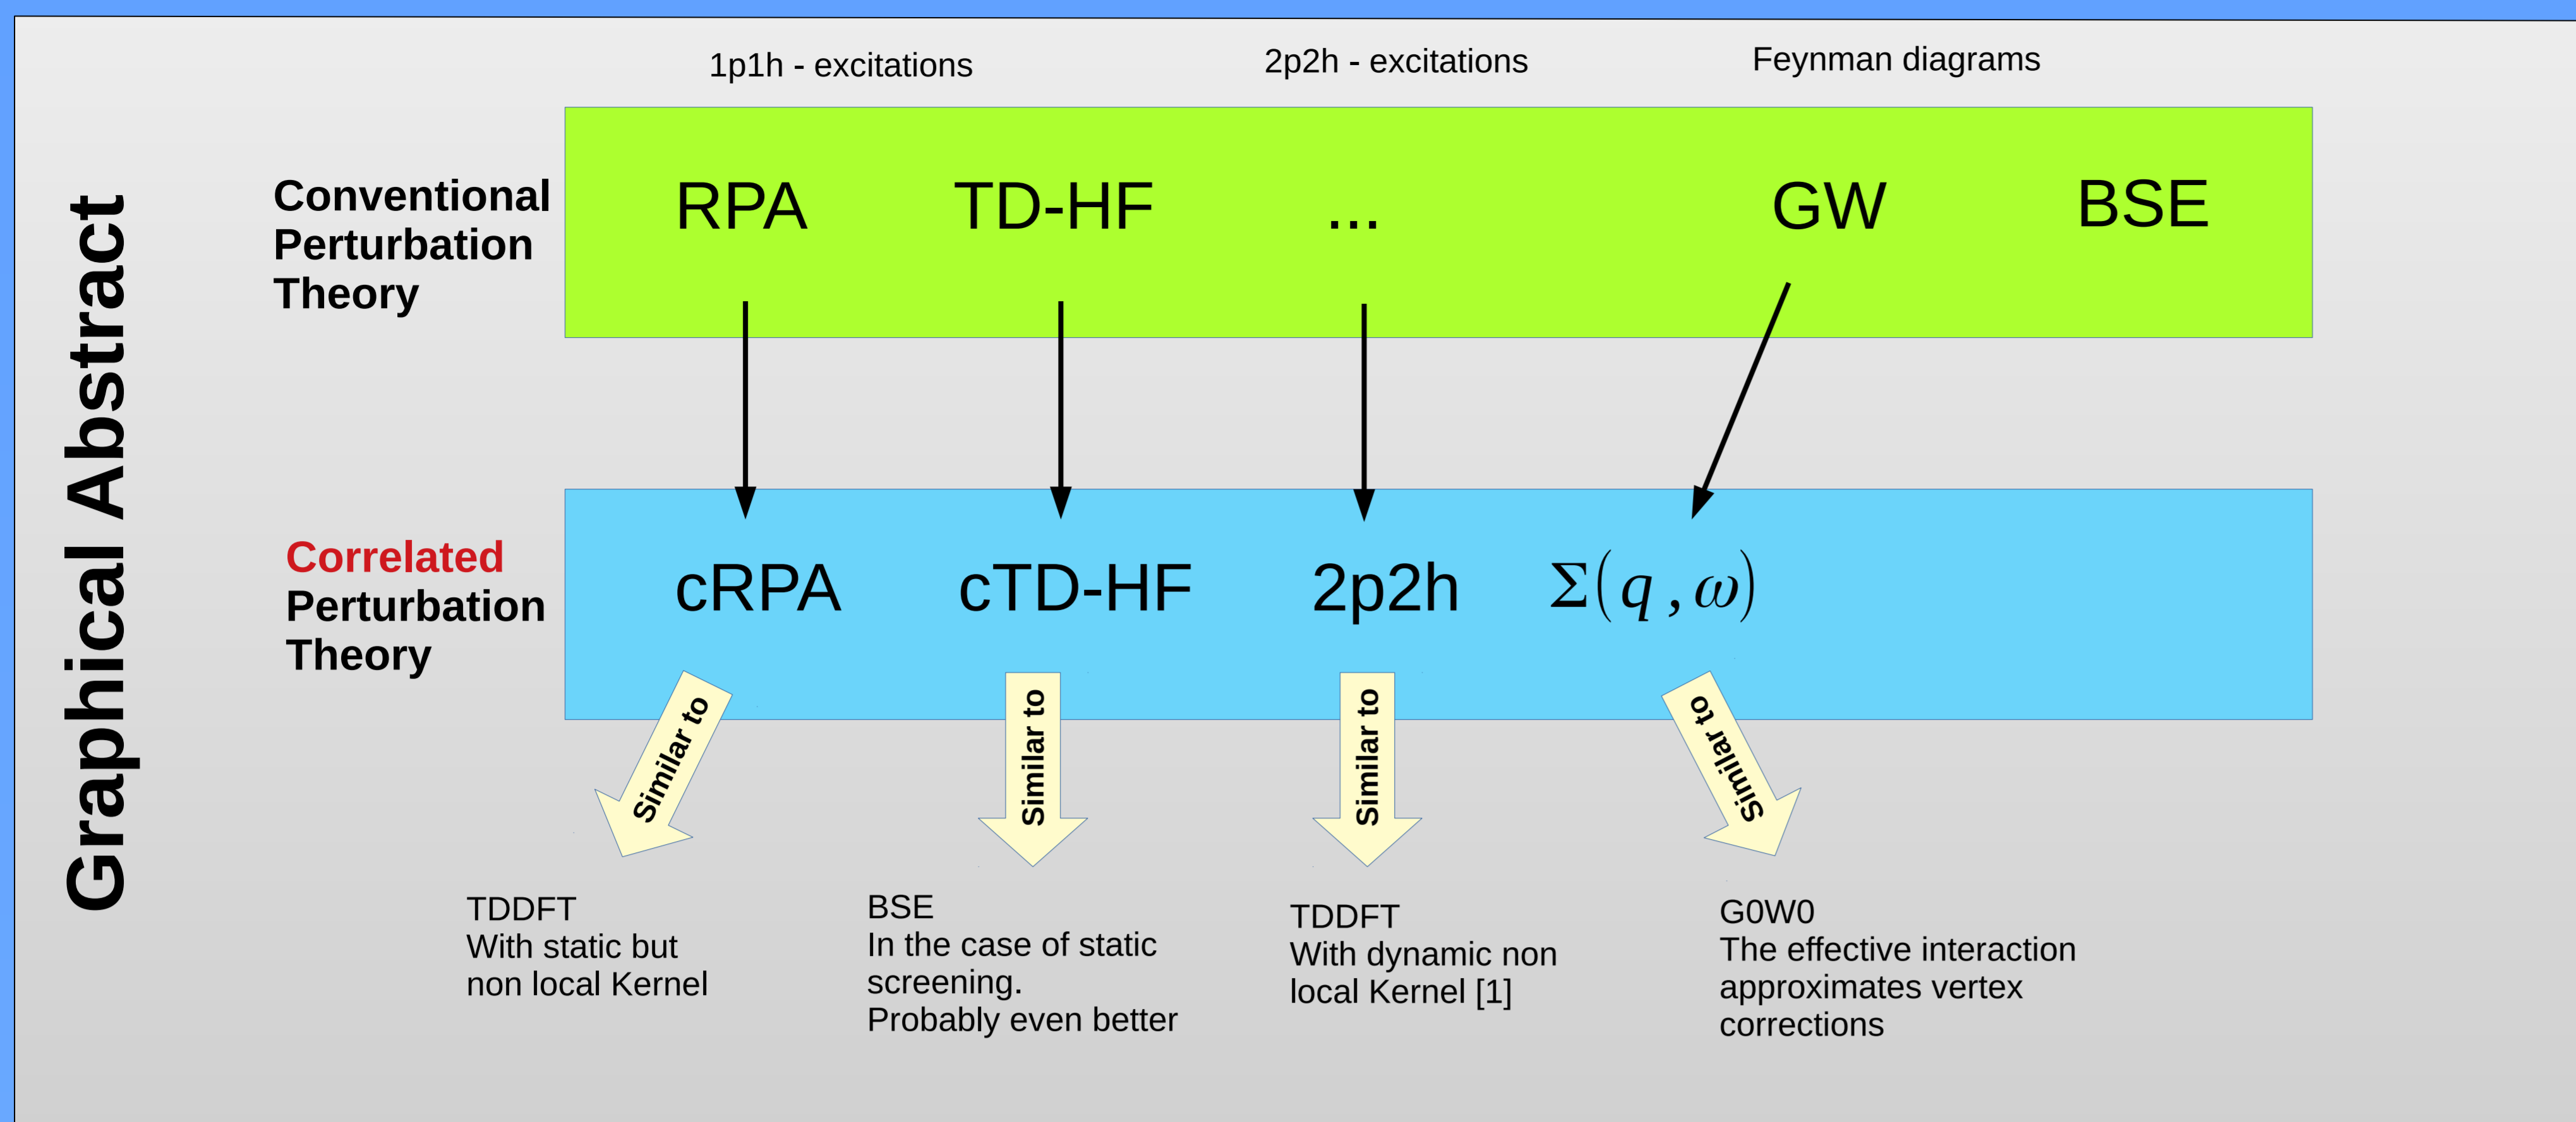 Graphical Abstract
1p1h - excitations
2p2h - excitations
Feynman diagrams
Conventional
Perturbation
Theory
RPA
TD-HF
...
GW
BSE
Correlated
Perturbation
Theory
cRPA
cTD-HF
2p2h
Σ(q,ω)
Similar to
Similar to
Similar to
Similar to
TDDFT
With static but
non local Kernel
BSE
In the case of static
screening.
Probably even better
TDDFT
With dynamic non
local Kernel [1]
G0W0
The effective interaction
approximates vertex
corrections